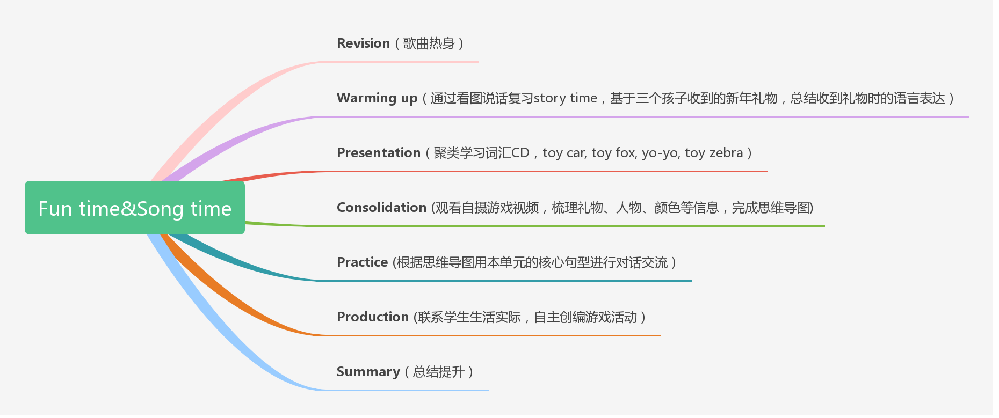 Revision（歌曲热身）
Warming up（通过看图说话复习story time，基于三个孩子收到的新年礼物，总结收到礼物时的语言表达）
Presentation（聚类学习词汇CD，toy car, toy fox, yo-yo, toy zebra）
Fun time&Song time
Consolidation (观看自摄游戏视频，梳理礼物、人物、颜色等信息，完成思维导图)
Practice (根据思维导图用本单元的核心句型进行对话交流）
Production (联系学生生活实际，自主创编游戏活动）
Summary（总结提升）